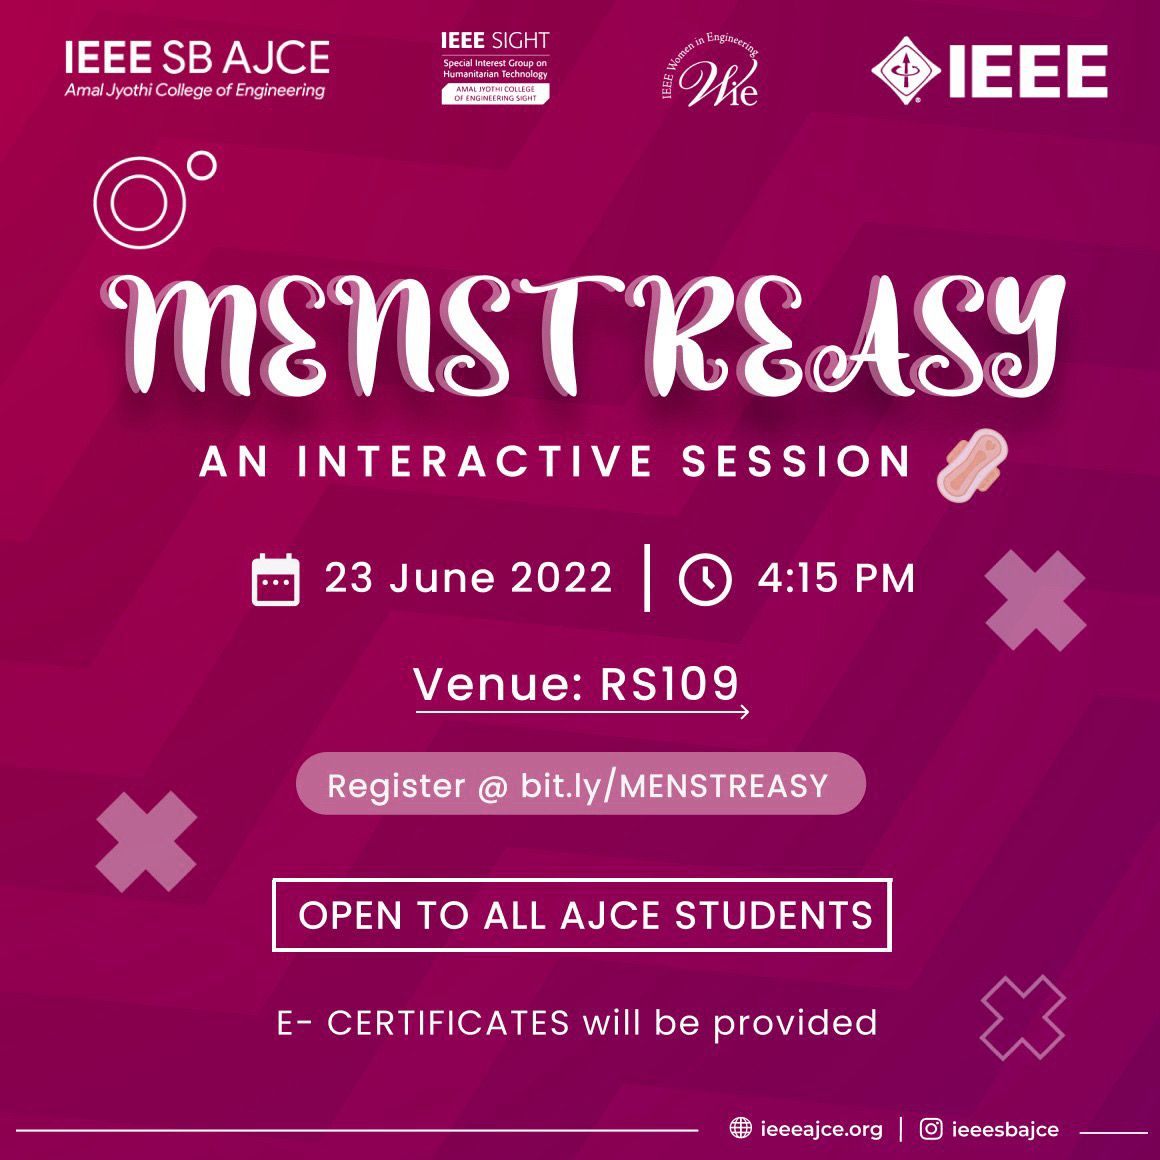 IEEE SB AJCE
Amal Jyothi College of Engineering
IEEE SIGHT
Special Interest Group on
Humanitarian Technology
AMAL JYOTHI COLLEGE
OF ENGINEERING SIGHT
IEEE Women in Engineering
WiE
IEEE
MENSTREASY
AN INTERACTIVE SESSION
23 June 2022 | 4:15 PM
Venue: RS109
Register @ bit.ly/MENSTREASY
OPEN TO ALL AJCE STUDENTS
E- CERTIFICATES will be provided
ieeeajce.org | ieeesbajce